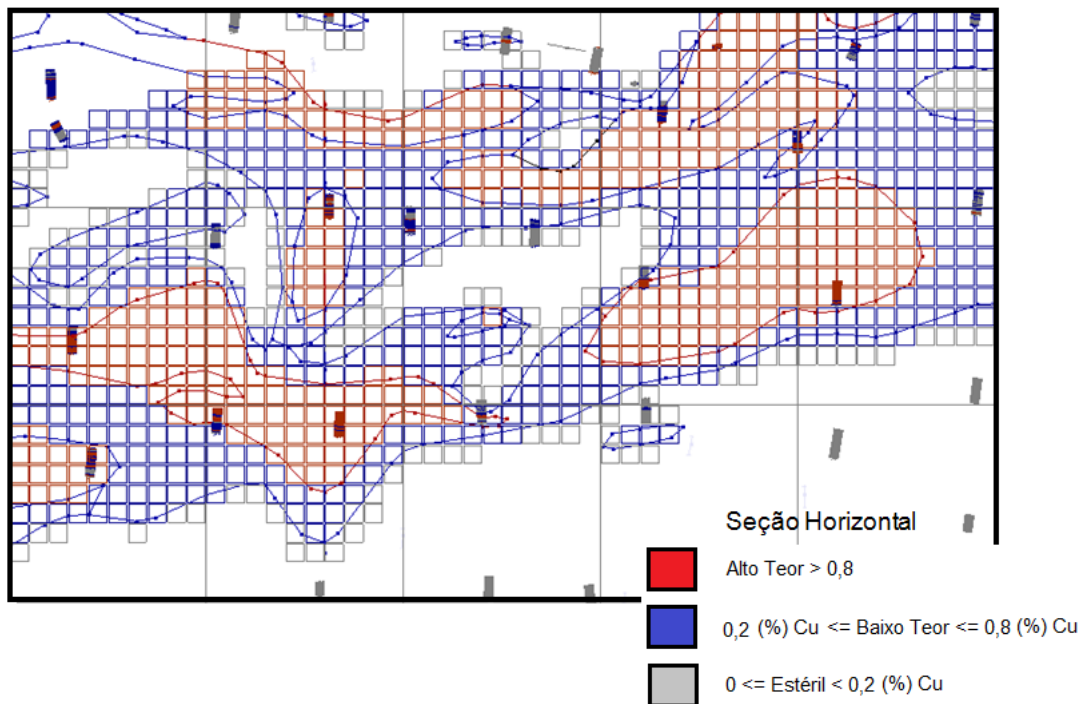 Seção Horizontal
Alto Teor > 0,8
0,2 (%) Cu <= Baixo Teor <= 0,8 (%) Cu
0 <= Estéril < 0,2 (%) Cu